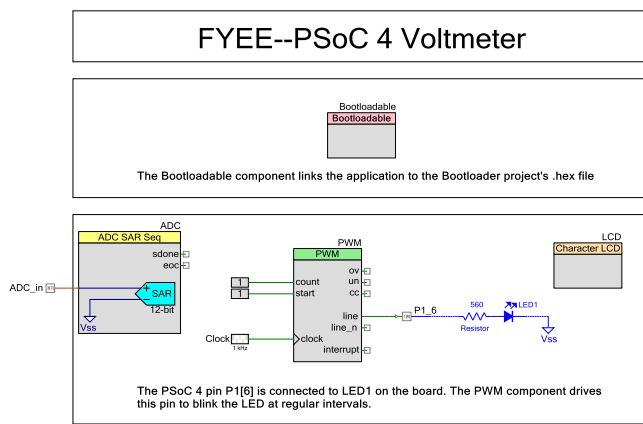 FYEE--PSoC 4 Voltmeter
Bootloadable
Bootloadable
The Bootloadable component links the application to the Bootloader project's .hex file
ADC
ADC SAR Seq
sdone
eoc
ADC_in
+
SAR
12-bit
Vss
PWM
PWM
ov
un
cc
1
count
1
start
line
line_n
Clock
1 kHz
clock
interrupt
P1_6
560
Resistor
LED1
Vss
LCD
Character LCD
The PSoC 4 pin P1[6] is connected to LED1 on the board. The PWM component drives
this pin to blink the LED at regular intervals.